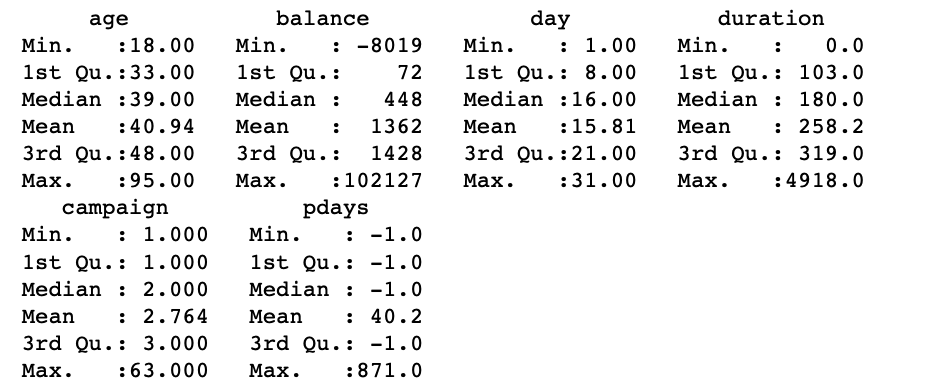 age           balance            day           duration
 Min.   :18.00   Min.   : -8019   Min.   : 1.00   Min.   :   0.0
 1st Qu.:33.00   1st Qu.:    72   1st Qu.: 8.00   1st Qu.: 103.0
 Median :39.00   Median :   448   Median :16.00   Median : 180.0
 Mean   :40.94   Mean   :  1362   Mean   :15.81   Mean   : 258.2
 3rd Qu.:48.00   3rd Qu.:  1428   3rd Qu.:21.00   3rd Qu.: 319.0
 Max.   :95.00   Max.   :102127   Max.   :31.00   Max.   :4918.0
    campaign          pdays
 Min.   : 1.000   Min.   : -1.0
 1st Qu.: 1.000   1st Qu.: -1.0
 Median : 2.000   Median : -1.0
 Mean   : 2.764   Mean   : 40.2
 3rd Qu.: 3.000   3rd Qu.: -1.0
 Max.   :63.000   Max.   :871.0